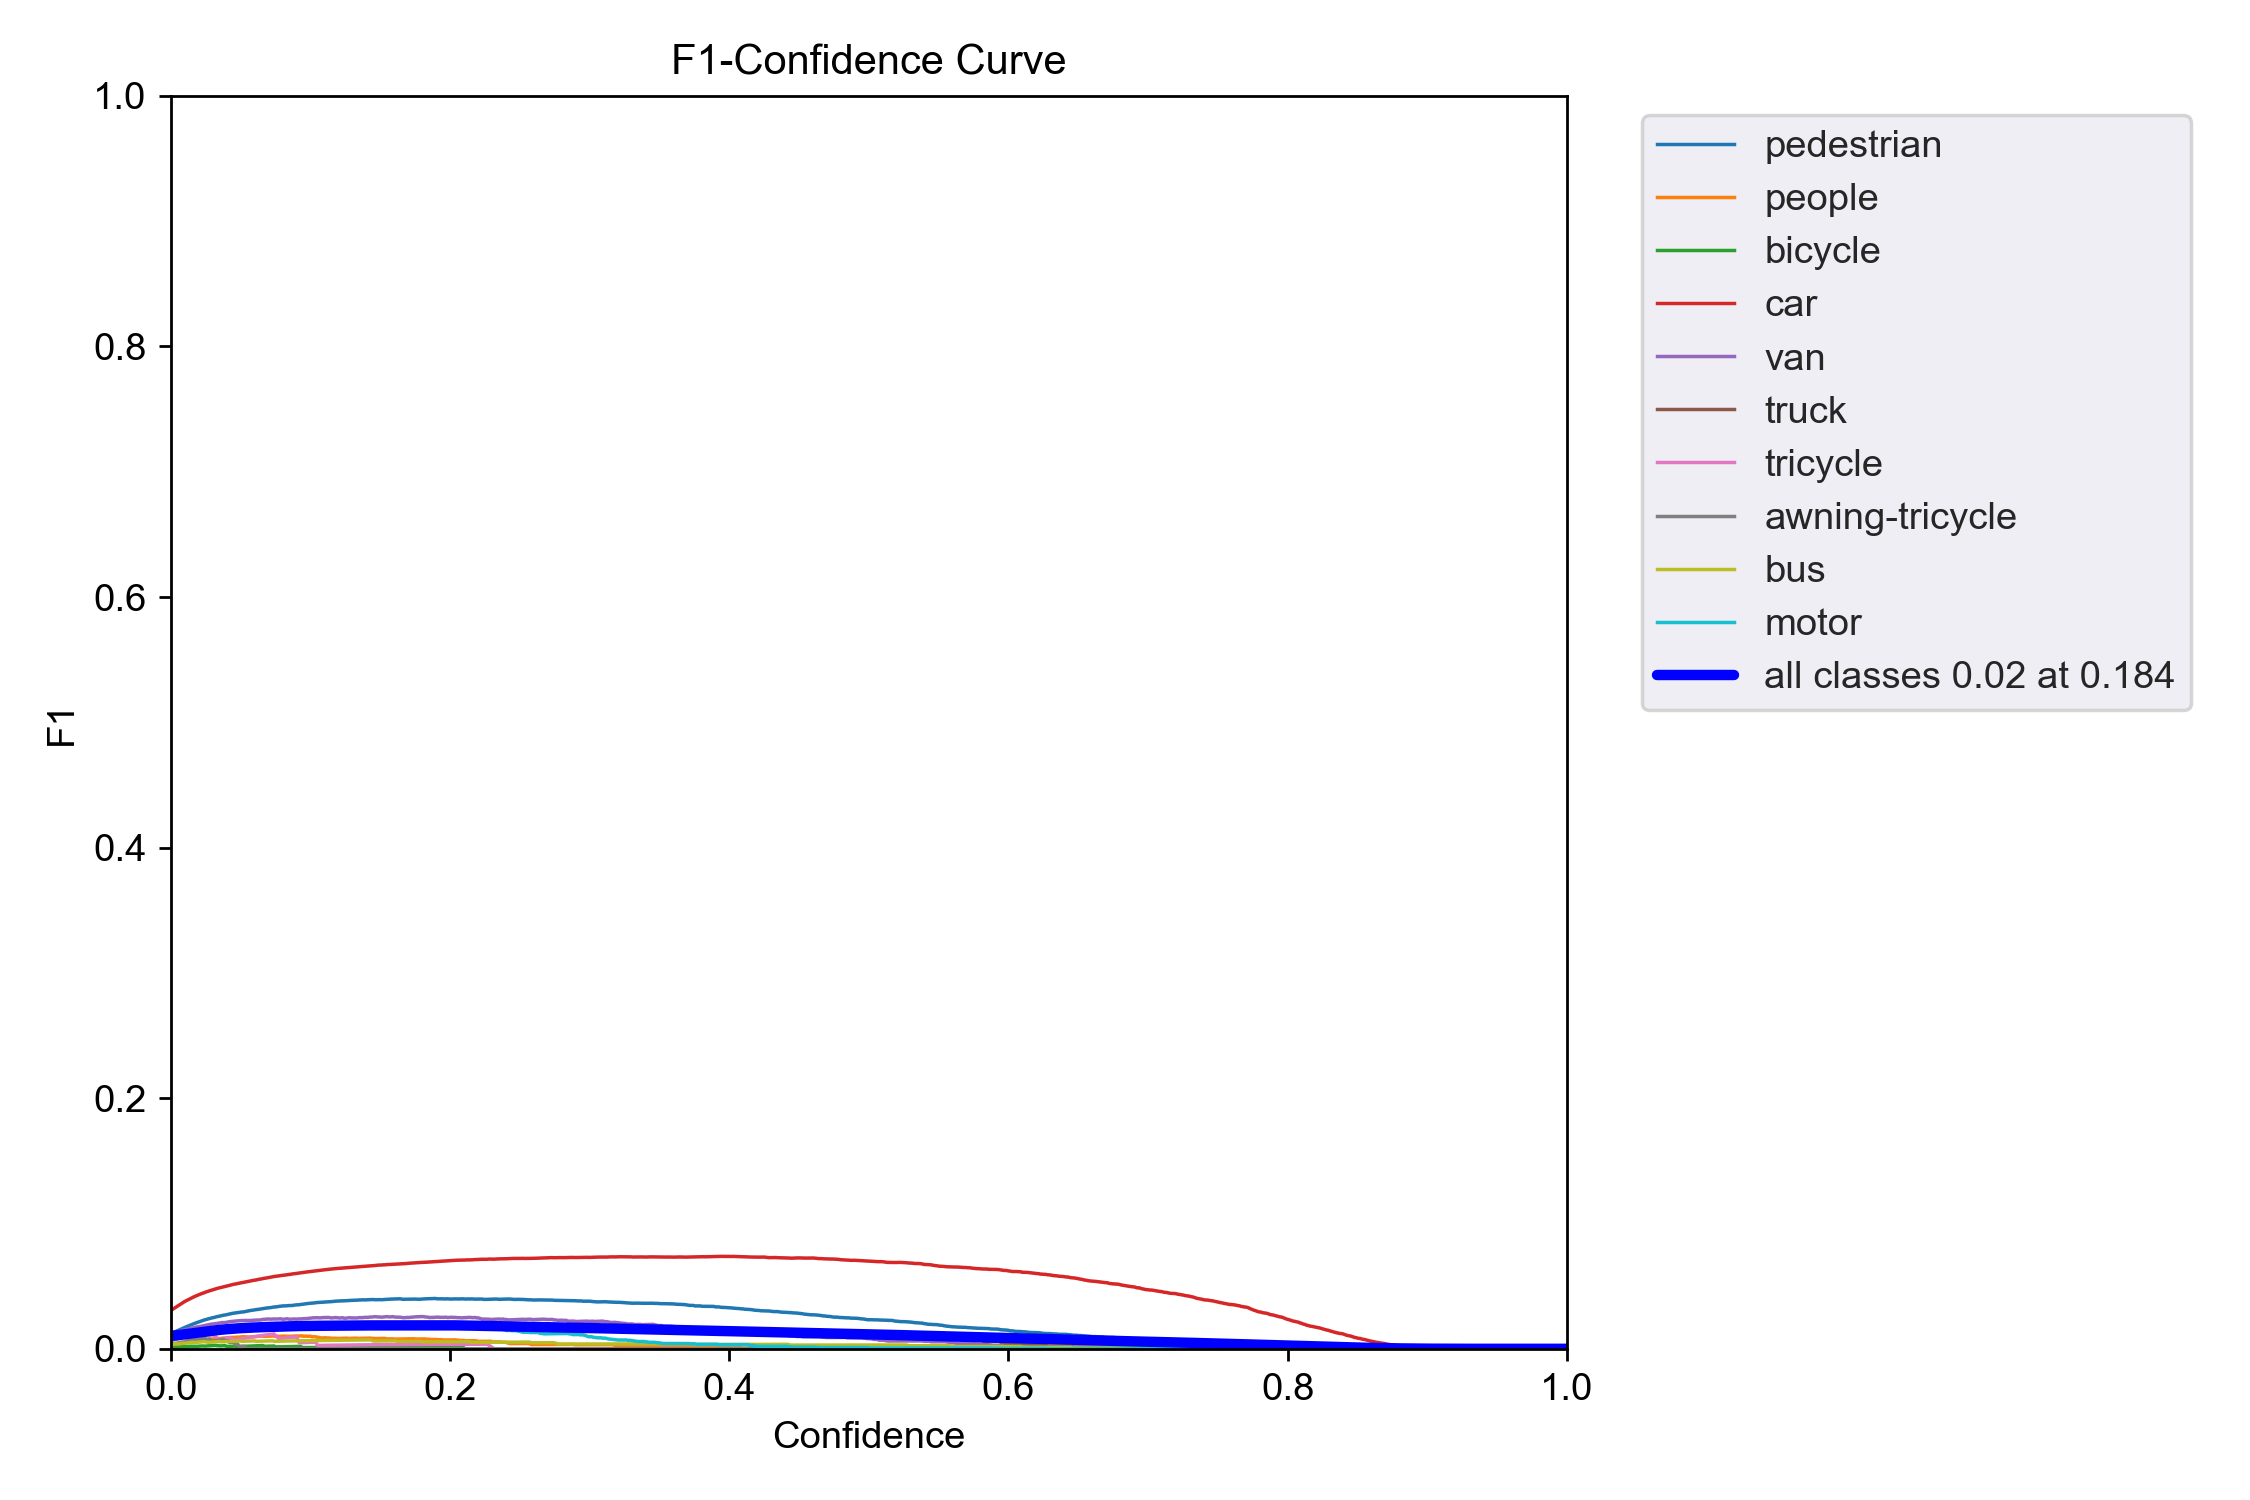 F1-Confidence Curve
1.0
0.8
0.6
0.4
0.2
0.0
F1
0.0 0.2 0.4 0.6 0.8 1.0
Confidence
pedestrian
people
bicycle
car
van
truck
tricycle
awning-tricycle
bus
motor
all classes 0.02 at 0.184